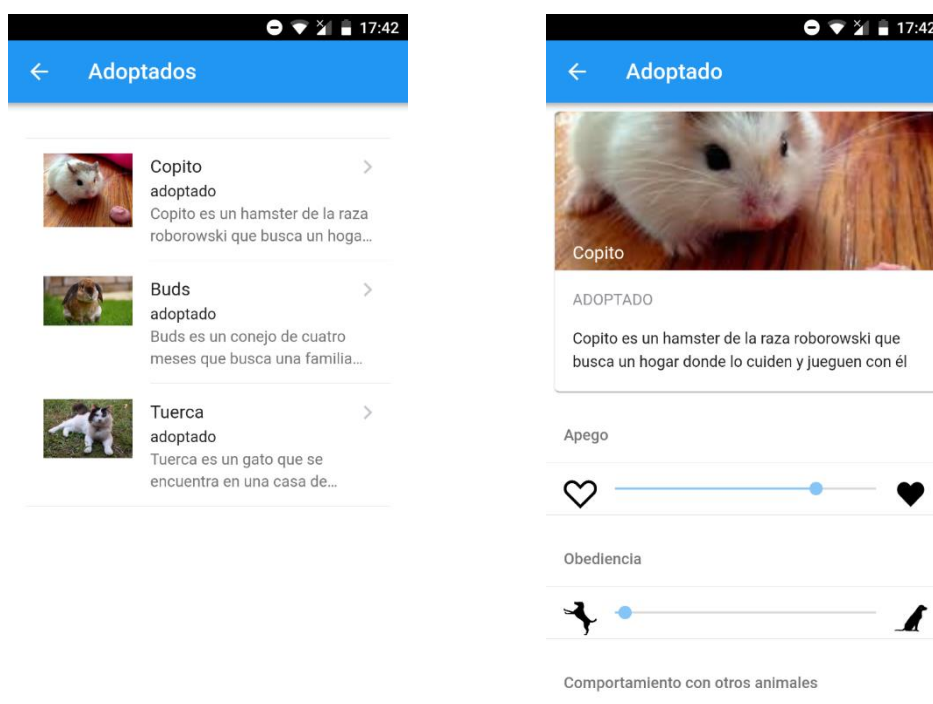 17:42
Adoptados
Copito
adoptado
Copito es un hamster de la raza
roborowski que busca un hoga...
Buds
adoptado
Buds es un conejo de cuatro
meses que busca una familia...
Tuerca
adoptado
Tuerca es un gato que se
encuentra en una casa de...
17:42
Adoptado
Copito
ADOPTADO
Copito es un hamster de la raza roborowski que
busca un hogar donde lo cuiden y jueguen con él
Apego
Obediencia
Comportamiento con otros animales